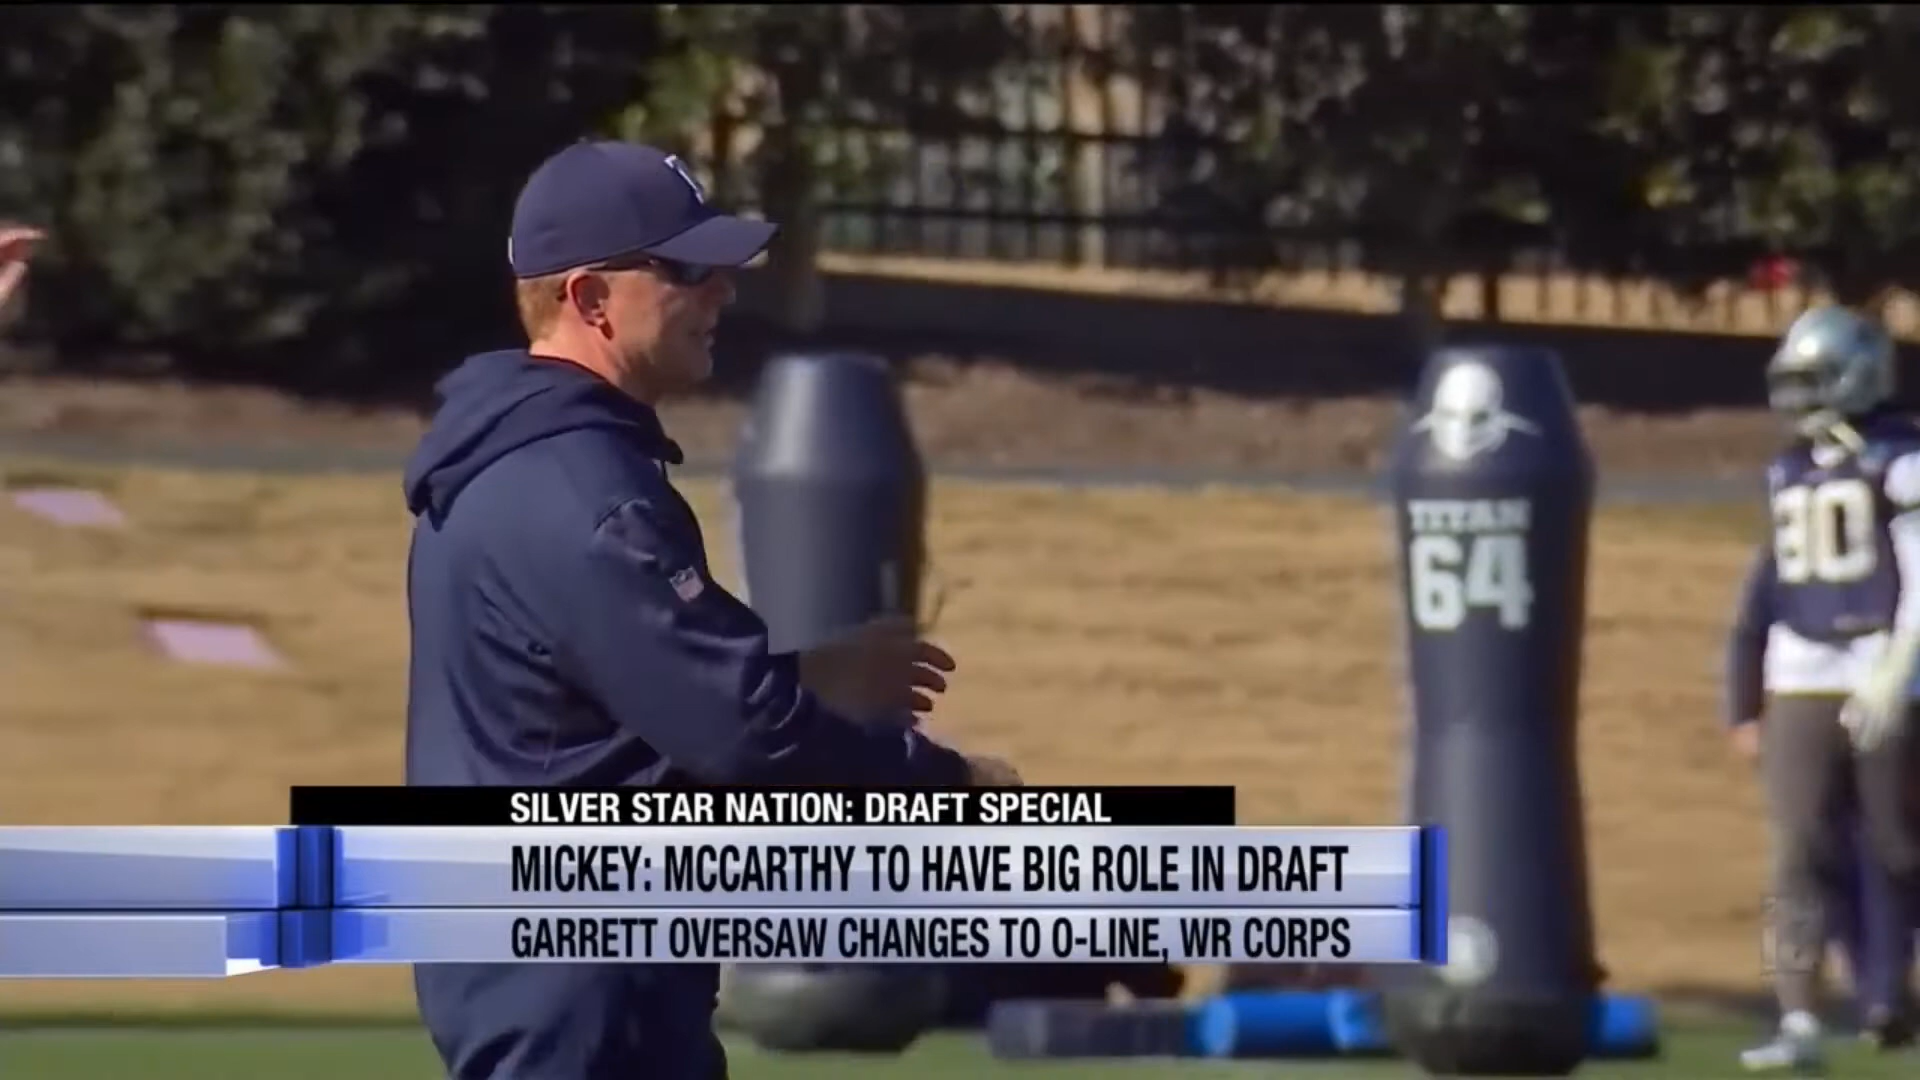 TITAN
64
90
SILVER STAR NATION: DRAFT SPECIAL
MICKEY: MCCARTHY TO HAVE BIG ROLE IN DRAFT
GARRETT OVERSAW CHANGES TO O-LINE, WR CORPS